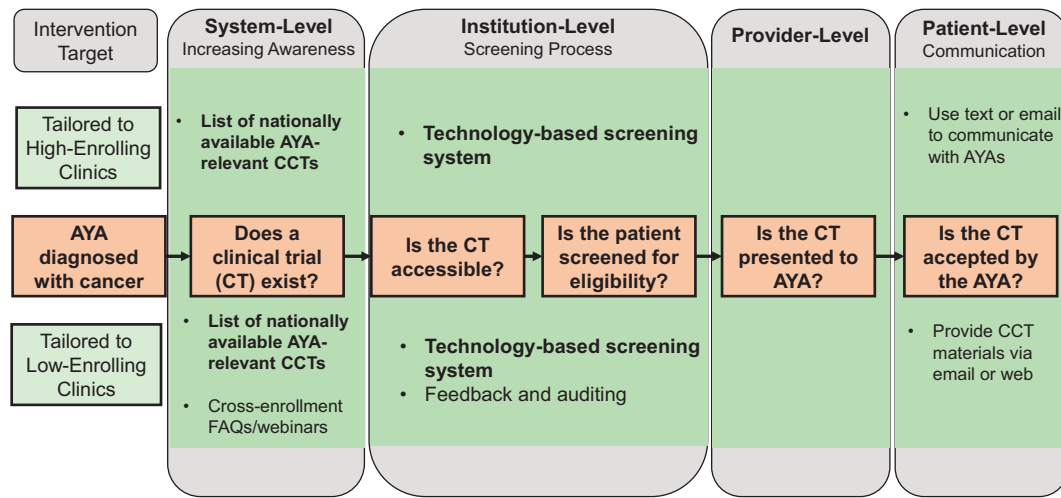 Intervention
Target
System-Level
Increasing Awareness
Institution-Level
Screening Process
Provider-Level
Patient-Level
Communication
Tailored to
High-Enrolling
Clinics
• List of nationally
available AYA-
relevant CCTs
• Technology-based screening
system
• Use text or email
to communicate
with AYAs
AYA
diagnosed
with cancer
Does a
clinical trial
(CT) exist?
Is the CT
accessible?
Is the patient
screened for
eligibility?
Is the CT
presented to
AYA?
Is the CT
accepted by
the AYA?
Tailored to
Low-Enrolling
Clinics
• List of nationally
available AYA-
relevant CCTs
• Cross-enrollment
FAQs/webinars
• Technology-based screening
system
• Feedback and auditing
• Provide CCT
materials via
email or web